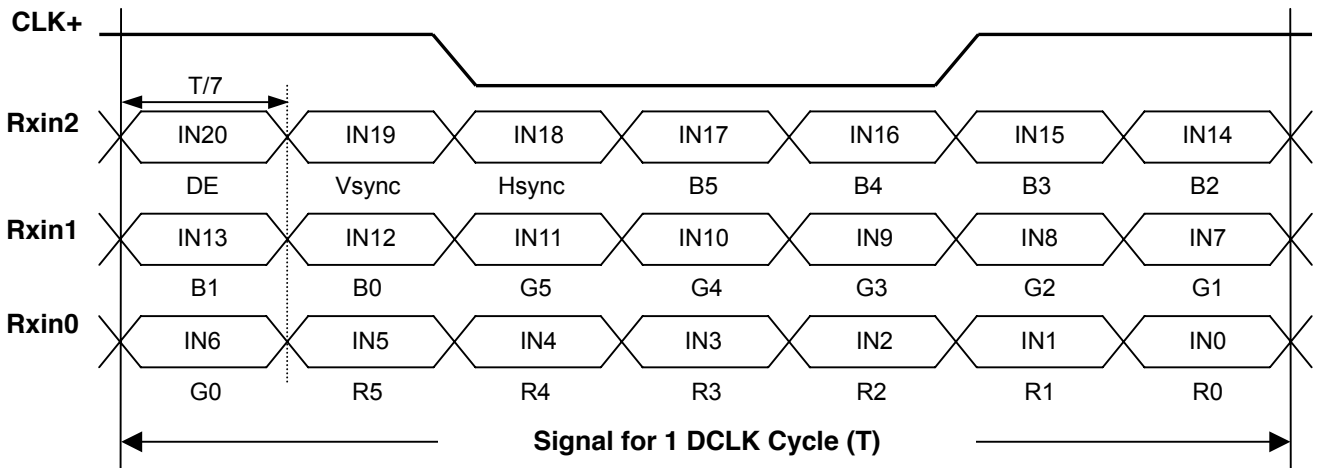 CLK+
T/7
Rxin2 IN20 IN19 IN18 IN17 IN16 IN15 IN14
DE Vsync Hsync B5 B4 B3 B2
Rxin1 IN13 IN12 IN11 IN10 IN9 IN8 IN7
B1 B0 G5 G4 G3 G2 G1
Rxin0 IN6 IN5 IN4 IN3 IN2 IN1 IN0
G0 R5 R4 R3 R2 R1 R0
Signal for 1 DCLK Cycle (T)